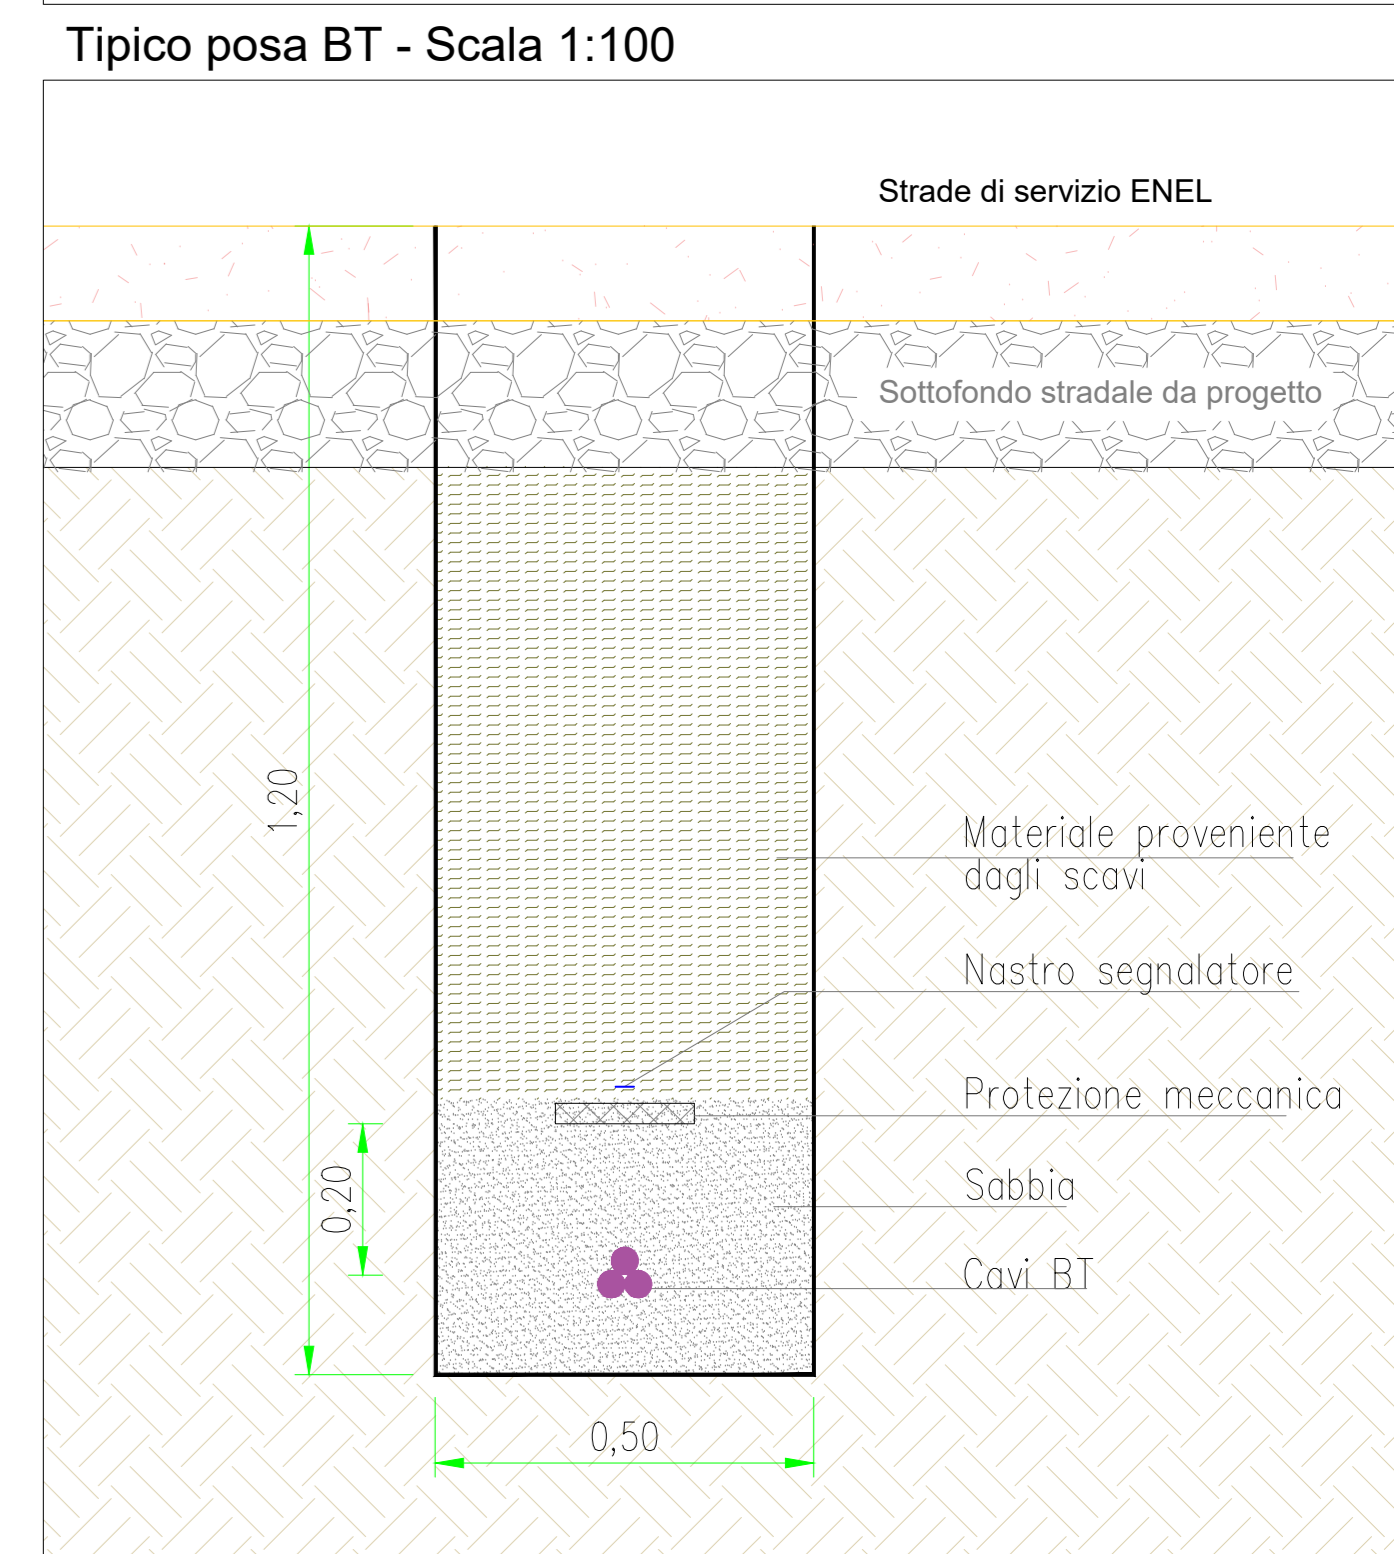 Tipico posa BT - Scala 1:100
Strade di servizio ENEL
Sottofondo stradale da progetto
1,20
Materiale proveniente
dagli scavi
Nastro segnalatore
Protezione meccanica
0,20
Sabbia
Cavi BT
0,50